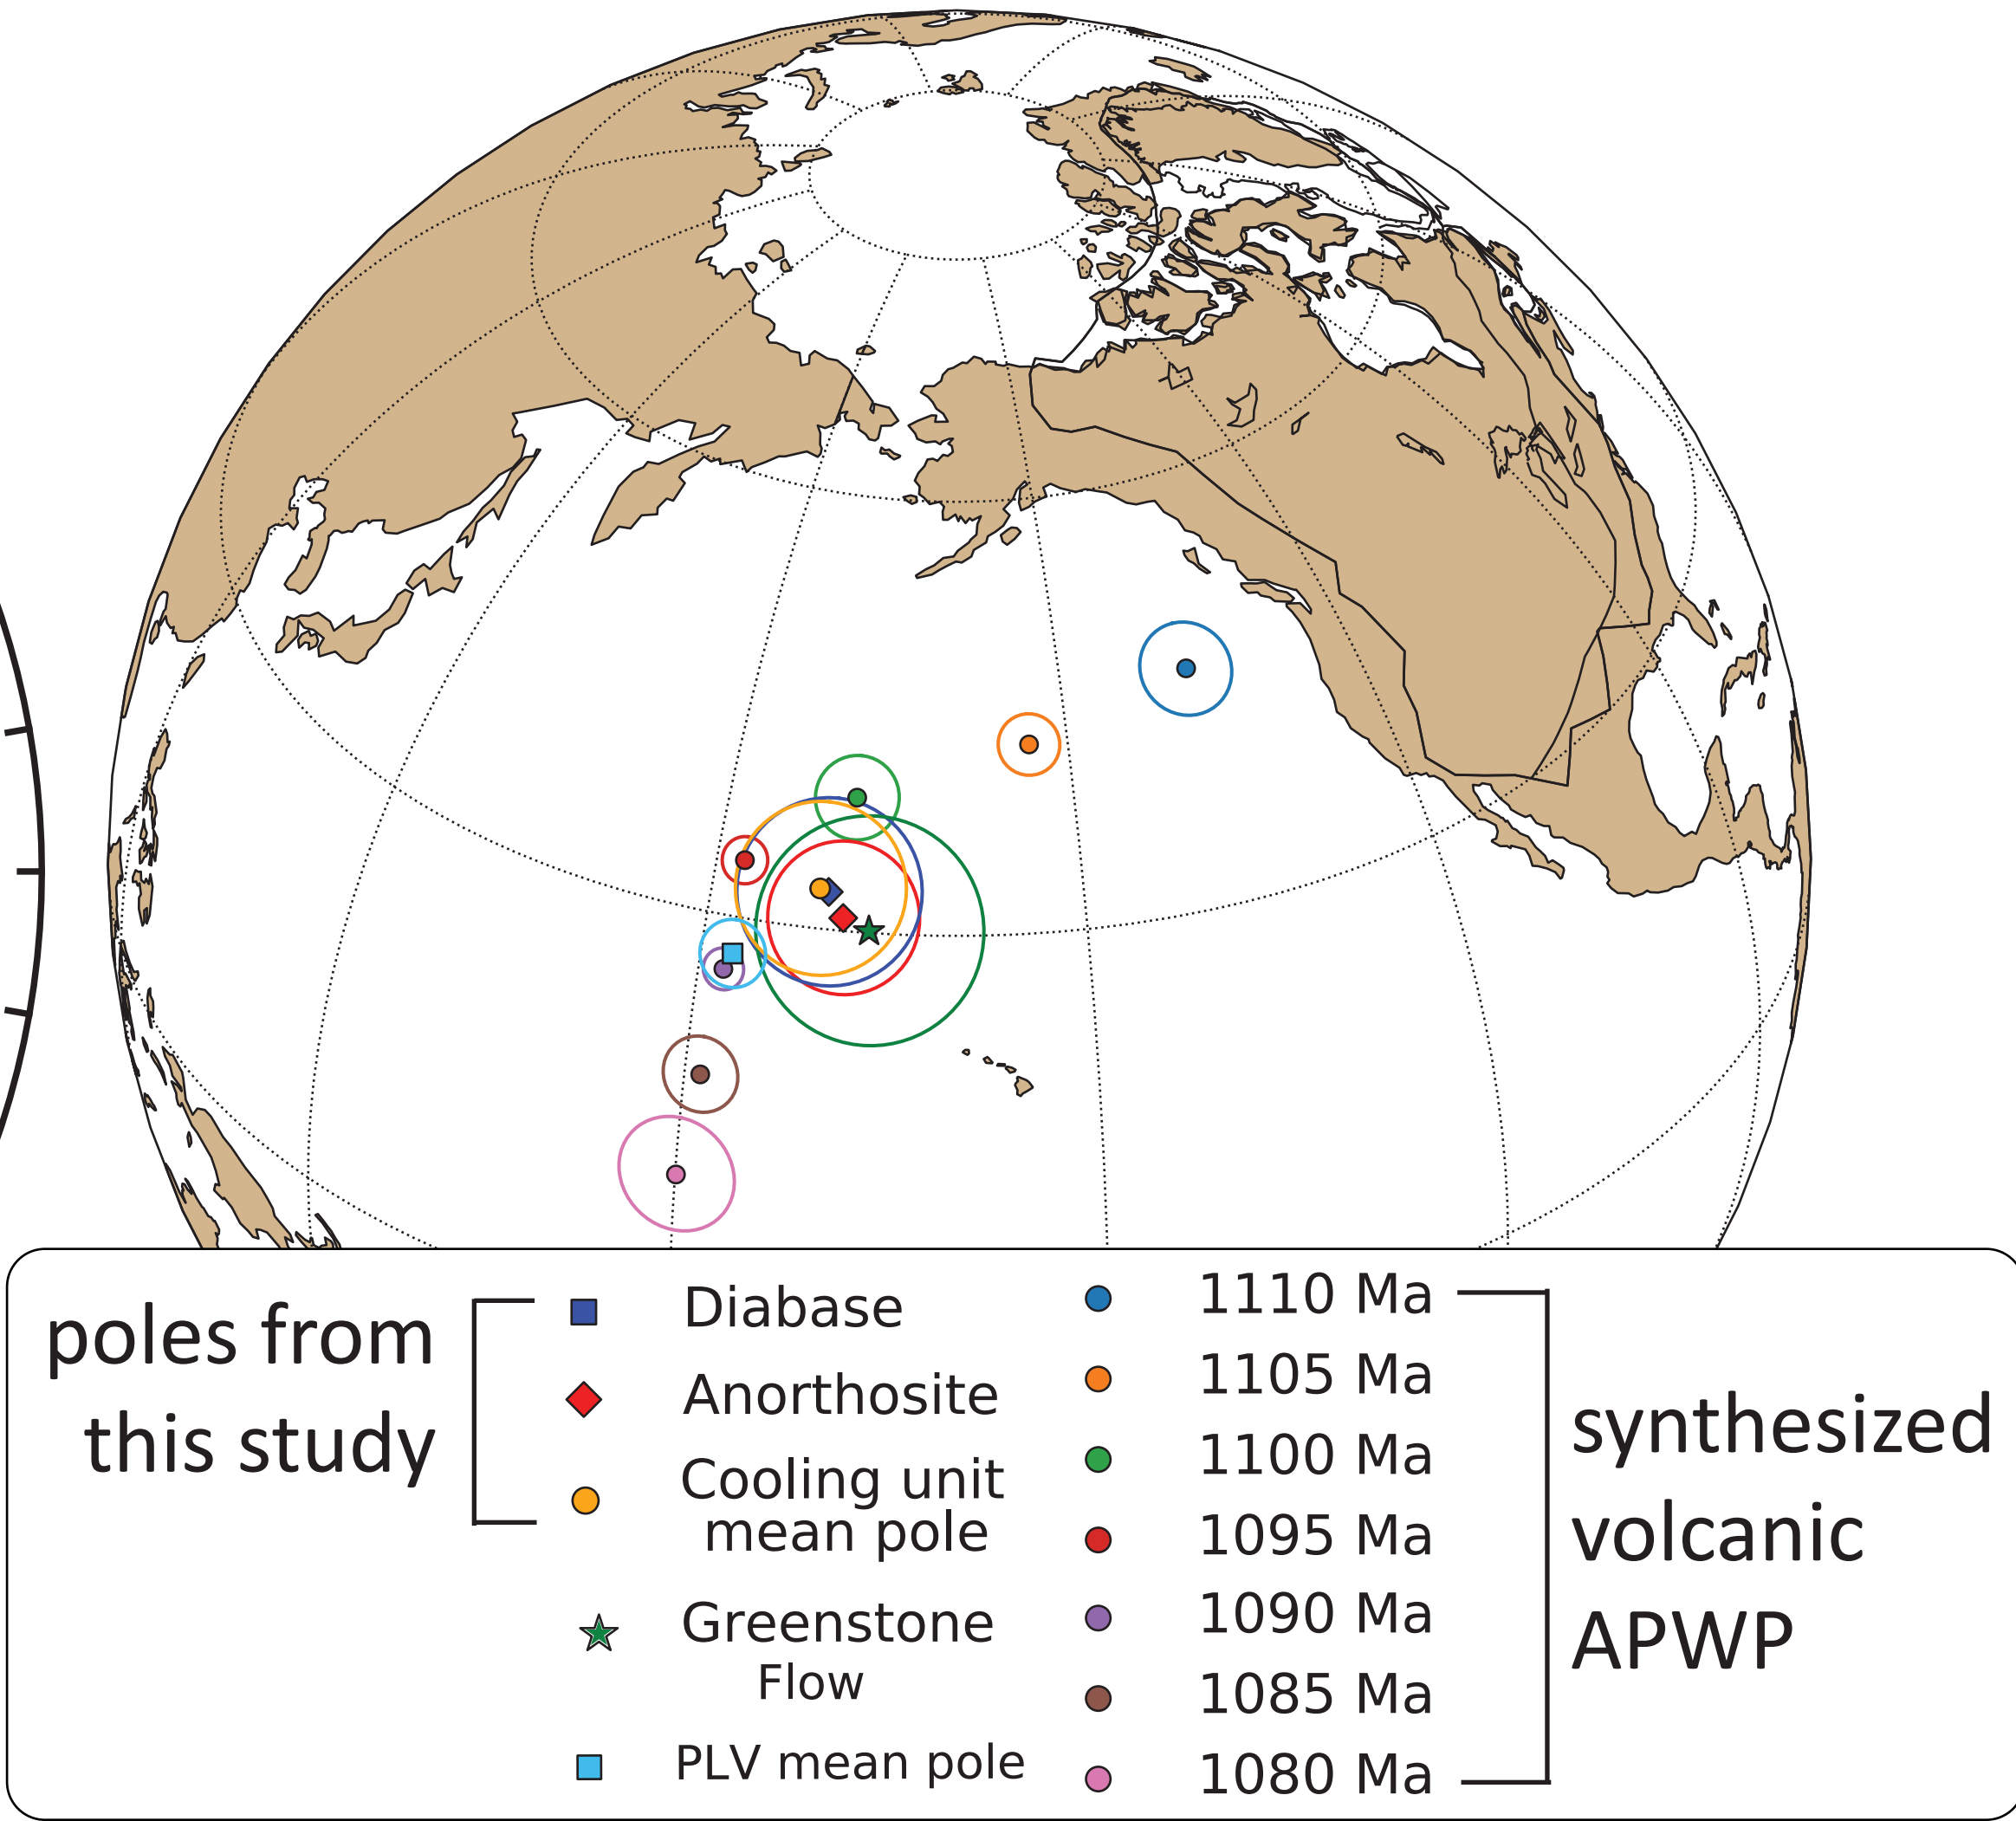 poles from
this study
Diabase
Anorthosite
Cooling unit
mean pole
Greenstone
Flow
PLV mean pole
1110 Ma
1105 Ma
1100 Ma
1095 Ma
1090 Ma
1085 Ma
1080 Ma
synthesized
volcanic
APWP